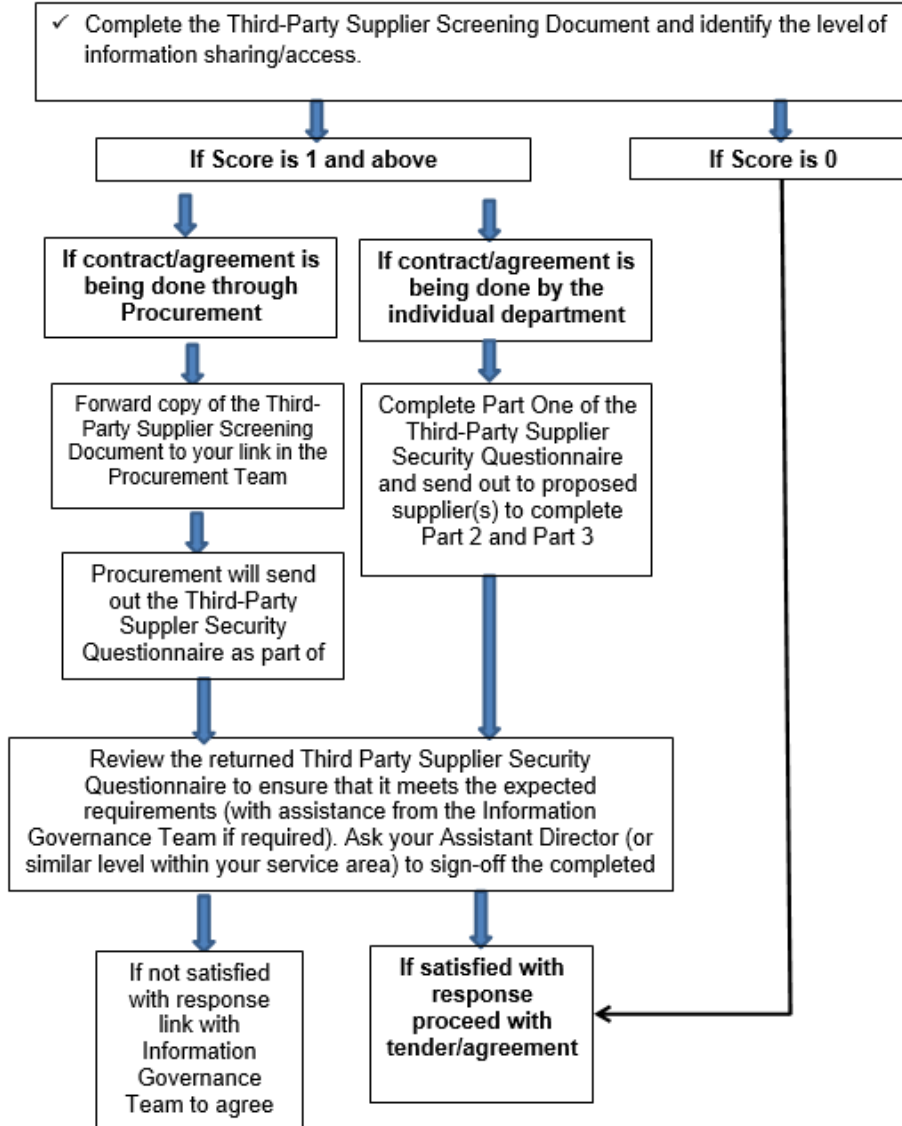 ✓ Complete the Third-Party Supplier Screening Document and identify the level of
information sharing/access.
If Score is 1 and above
If Score is 0
If contract/agreement is
being done through
Procurement
If contract/agreement is
being done by the
individual department
Forward copy of the Third-
Party Supplier Screening
Document to your link in the
Procurement Team
Complete Part One of the
Third-Party Supplier
Security Questionnaire
and send out to proposed
supplier(s) to complete
Part 2 and Part 3
Procurement will send
out the Third-Party
Suppler Security
Questionnaire as part of
Review the returned Third Party Supplier Security
Questionnaire to ensure that it meets the expected
requirements (with assistance from the Information
Governance Team if required). Ask your Assistant Director (or
similar level within your service area) to sign-off the completed
If not satisfied
with response
link with
Information
Governance
Team to agree
If satisfied with
response
proceed with
tender/agreement